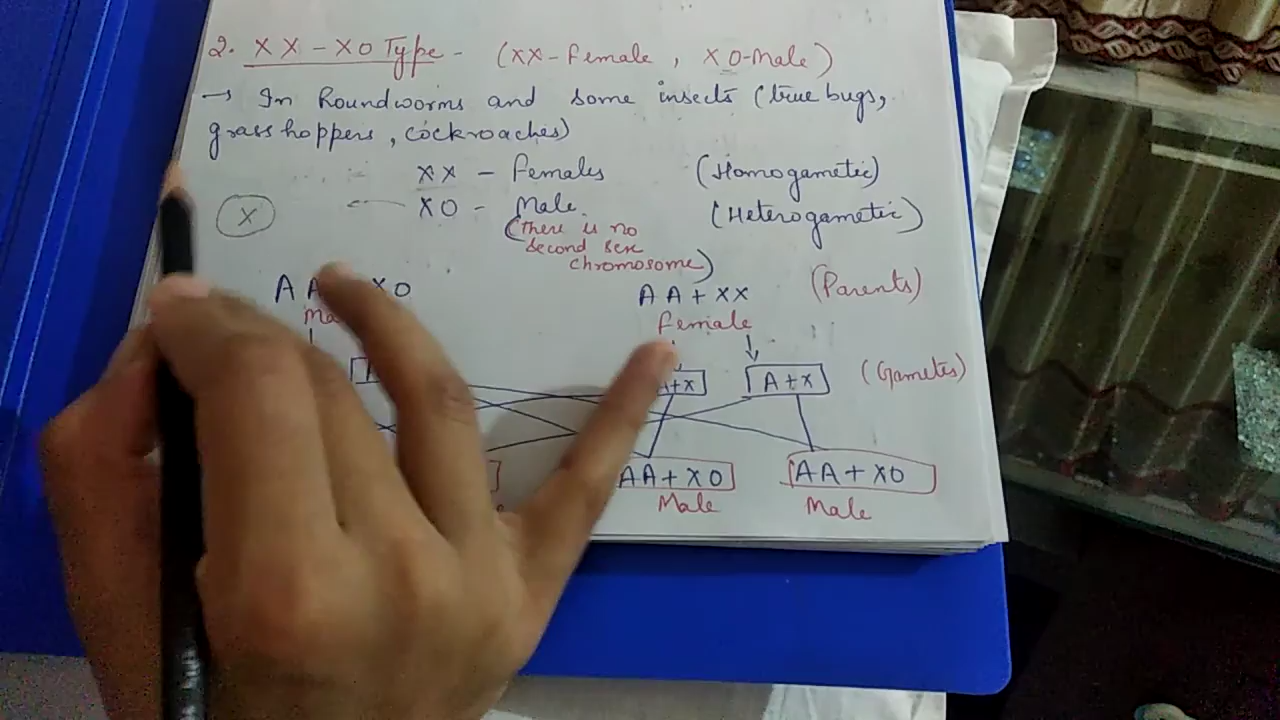 2. XX - XO Type - (XX-Female, XO-Male)
→ In Roundworms and some insects (true bugs,
grasshoppers, cockroaches)
XX - Females (Homogametic)
X XO - Male. (Heterogametic)
(there is no
second sex
chromosome)
AA XO AA+XX (Parents)
Female
A+X A+X (Gametes)
AA+XO AA+XO
Male Male